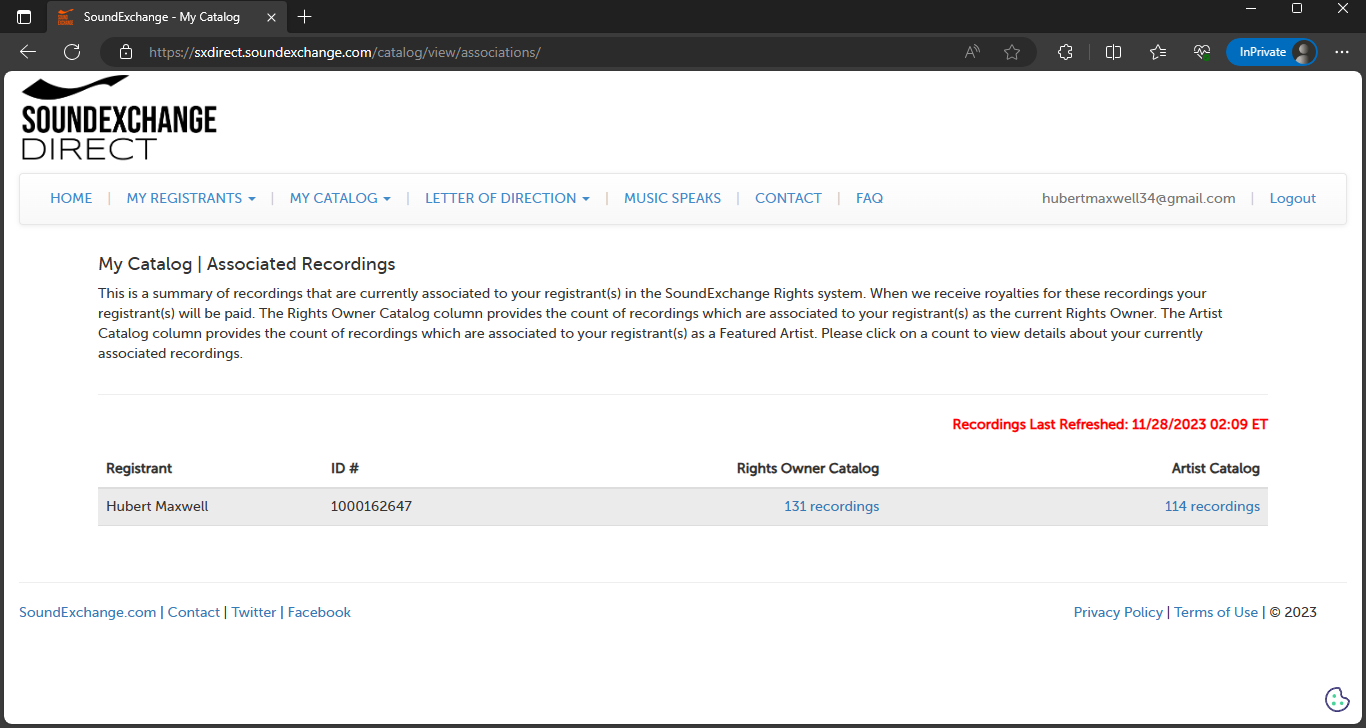 SoundExchange - My Catalog
https://sxdirect.soundexchange.com/catalog/view/associations/
InPrivate
SOUNDEXCHANGE
DIRECT
HOME | MY REGISTRANTS | MY CATALOG | LETTER OF DIRECTION | MUSIC SPEAKS | CONTACT | FAQ hubertmaxwell34@gmail.com | Logout
My Catalog | Associated Recordings
This is a summary of recordings that are currently associated to your registrant(s) in the SoundExchange Rights system. When we receive royalties for these recordings your
registrant(s) will be paid. The Rights Owner Catalog column provides the count of recordings which are associated to your registrant(s) as the current Rights Owner. The Artist
Catalog column provides the count of recordings which are associated to your registrant(s) as a Featured Artist. Please click on a count to view details about your currently
associated recordings.
Recordings Last Refreshed: 11/28/2023 02:09 ET
Registrant ID # Rights Owner Catalog Artist Catalog
Hubert Maxwell 1000162647 131 recordings 114 recordings
SoundExchange.com | Contact | Twitter | Facebook Privacy Policy | Terms of Use | © 2023